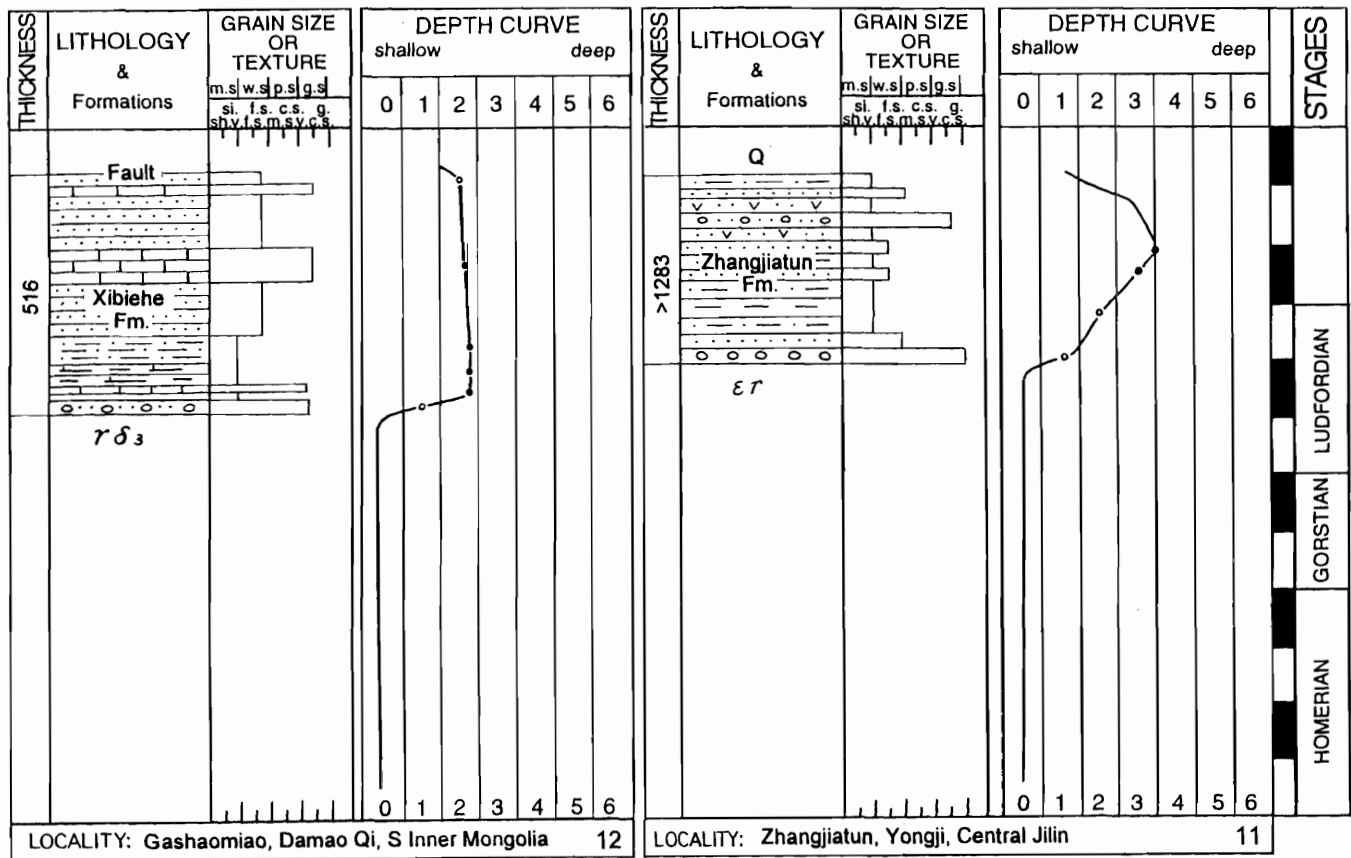 THICKNESS
LITHOLOGY
&
Formations
GRAIN SIZE
OR
TEXTURE
m.s w.s p.s g.s
si. f.s. c.s. g.
sh.v.f.s.m.s.v.c.s.
DEPTH CURVE
shallow deep
0 1 2 3 4 5 6
516
Fault
Xibiehe
Fm.
γδ3
0 1 2 3 4 5 6
LOCALITY: Gashaomiao, Damao Qi, S Inner Mongolia 12
THICKNESS
LITHOLOGY
&
Formations
GRAIN SIZE
OR
TEXTURE
m.s w.s p.s g.s
si. f.s. c.s. g.
sh.v.f.s.m.s.v.c.s.
DEPTH CURVE
shallow deep
0 1 2 3 4 5 6
>1283
Q
Zhangjiatun
Fm.
εγ
0 1 2 3 4 5 6
LOCALITY: Zhangjiatun, Yongji, Central Jilin 11
STAGES
LUDFORDIAN
GORSTIAN
HOMERIAN